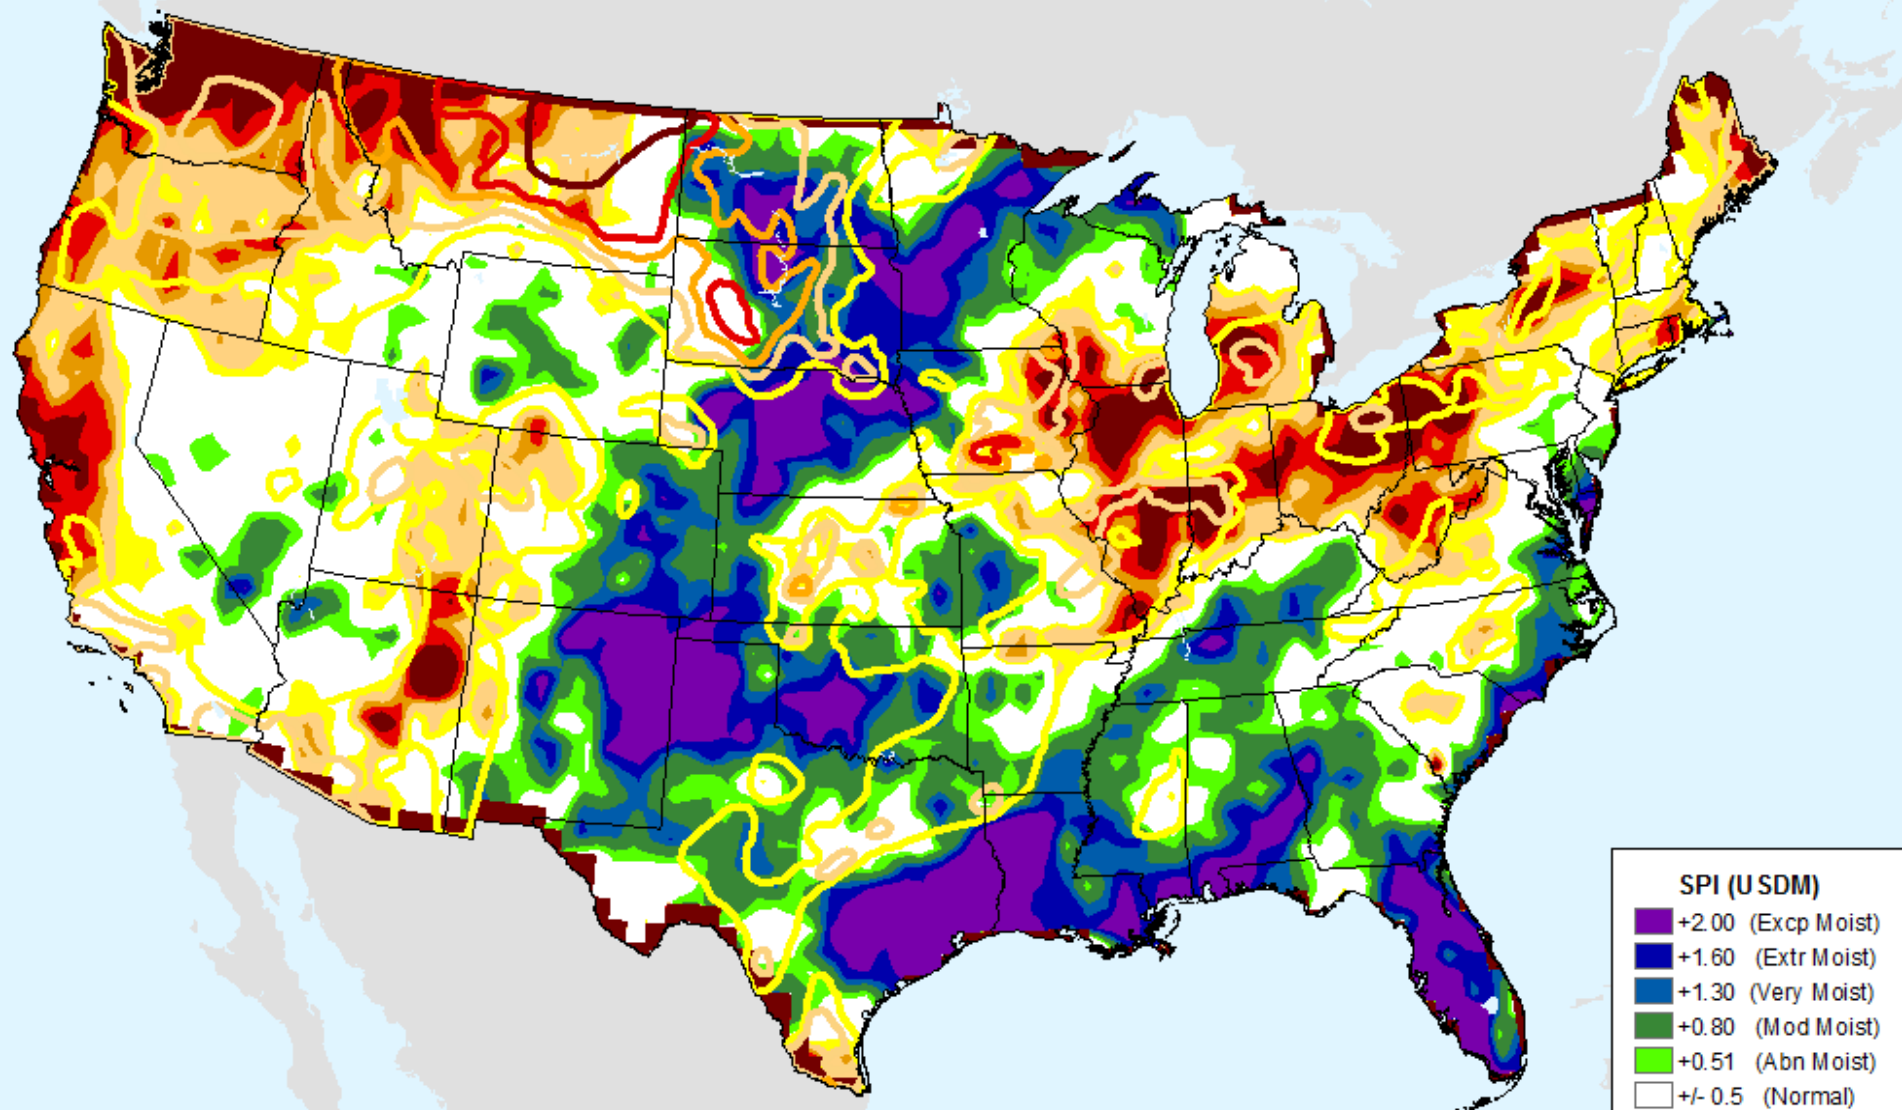 SPI (USDM)
+2.00 (Excp Moist)
+1.60 (Extr Moist)
+1.30 (Very Moist)
+0.80 (Mod Moist)
+0.51 (Abn Moist)
+/- 0.5 (Normal)